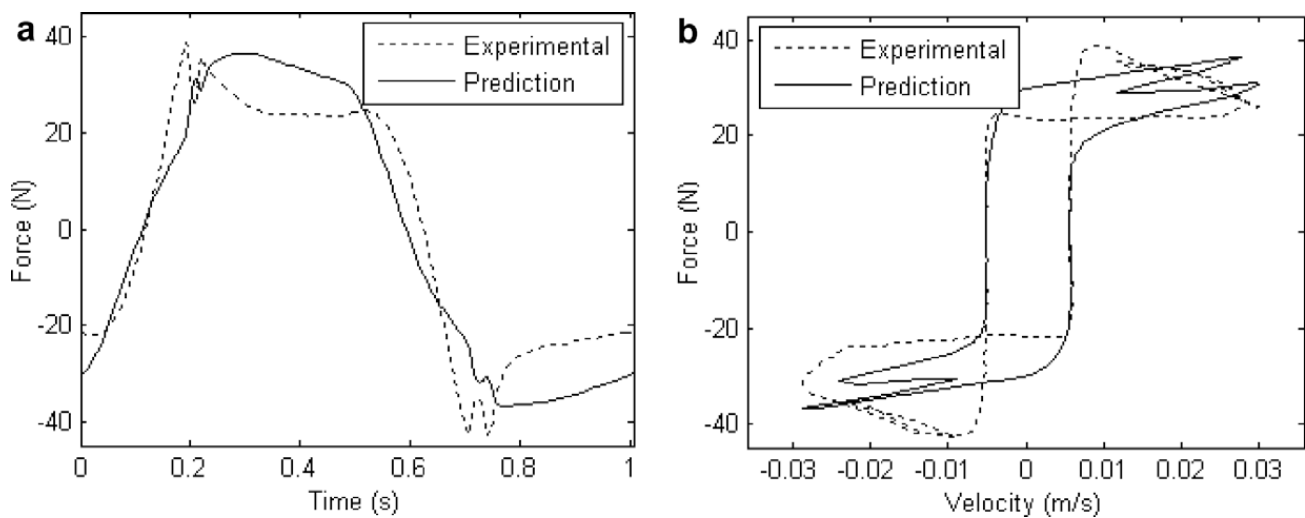 a
Experimental
Prediction
40
20
0
-20
-40
Force (N)
0
0.2
0.4
0.6
0.8
1
Time (s)
b
Experimental
Prediction
40
20
0
-20
-40
Force (N)
-0.03
-0.02
-0.01
0
0.01
0.02
0.03
Velocity (m/s)